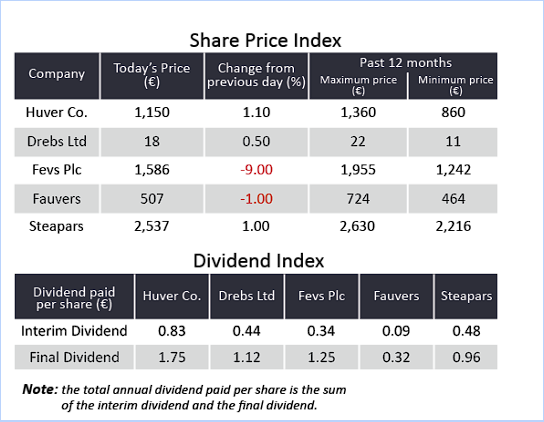 Share Price Index
Company Today's Price (€) Change from previous day (%) Past 12 months Maximum price (€) Minimum price (€)
Huver Co. 1,150 1.10 1,360 860
Drebs Ltd 18 0.50 22 11
Fevs Plc 1,586 -9.00 1,955 1,242
Fauvers 507 -1.00 724 464
Steapars 2,537 1.00 2,630 2,216
Dividend Index
Dividend paid per share (€) Huver Co. Drebs Ltd Fevs Plc Fauvers Steapars
Interim Dividend 0.83 0.44 0.34 0.09 0.48
Final Dividend 1.75 1.12 1.25 0.32 0.96
Note: the total annual dividend paid per share is the sum
of the interim dividend and the final dividend.